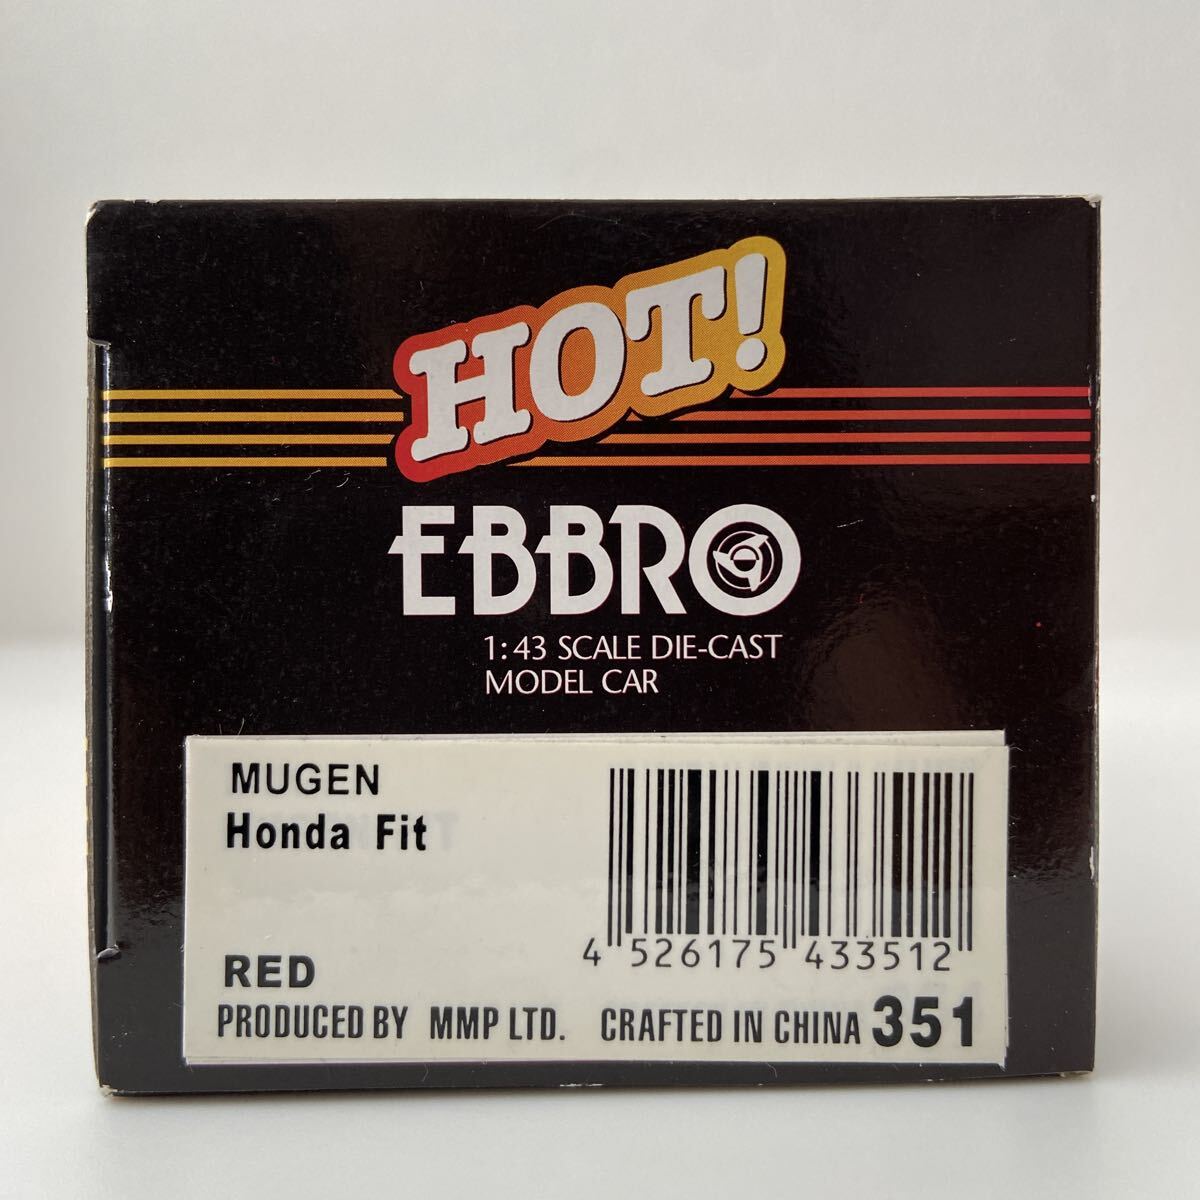 HOT!
EBBRO
1:43 SCALE DIE-CAST
MODEL CAR
MUGEN
Honda Fit
RED
4 526175 433512
PRODUCED BY MMP LTD. CRAFTED IN CHINA 351